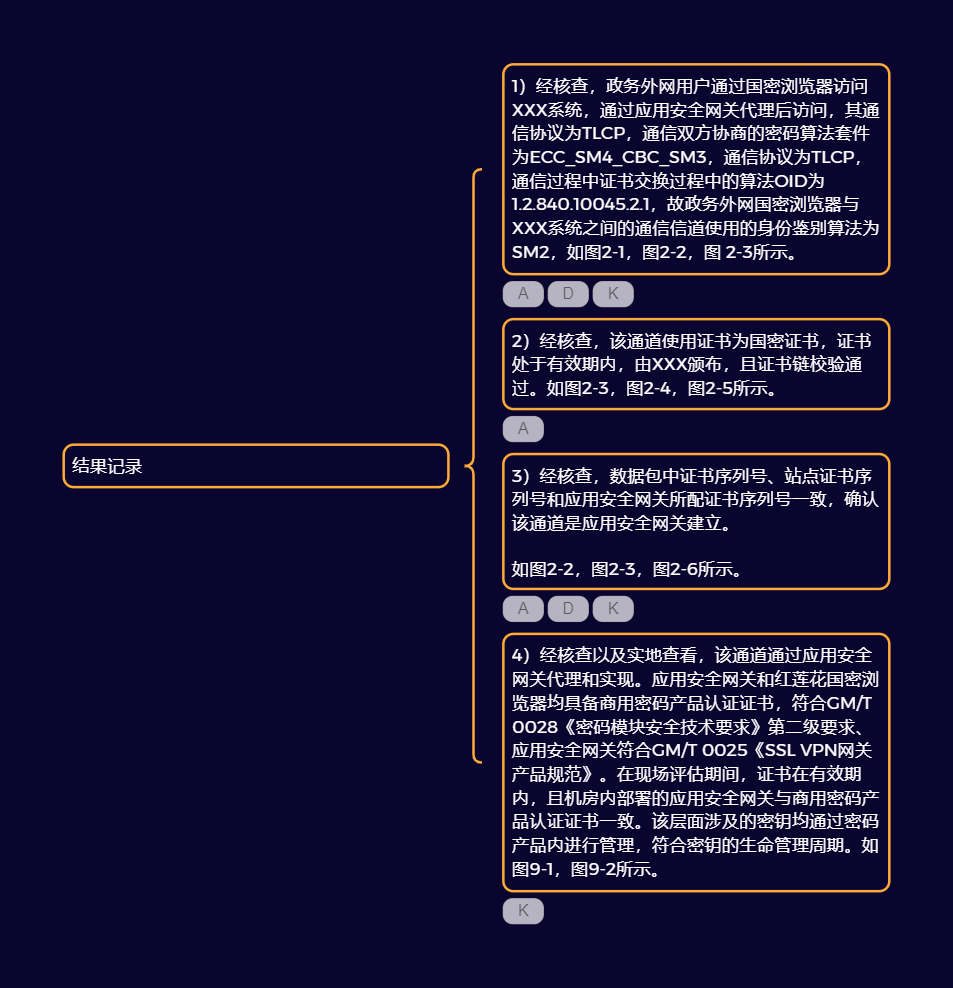 结果记录
1）经核查，政务外网用户通过国密浏览器访问
XXX系统，通过应用安全网关代理后访问，其通
信协议为TLCP，通信双方协商的密码算法套件
为ECC_SM4_CBC_SM3，通信协议为TLCP，
通信过程中证书交换过程中的算法OID为
1.2.840.10045.2.1，故政务外网国密浏览器与
XXX系统之间的通信信道使用的身份鉴别算法为
SM2，如图2-1，图2-2，图 2-3所示。
A D K
2）经核查，该通道使用证书为国密证书，证书
处于有效期内，由XXX颁布，且证书链校验通
过。如图2-3，图2-4，图2-5所示。
A
3）经核查，数据包中证书序列号、站点证书序
列号和应用安全网关所配证书序列号一致，确认
该通道是应用安全网关建立。
如图2-2，图2-3，图2-6所示。
A D K
4）经核查以及实地查看，该通道通过应用安全
网关代理和实现。应用安全网关和红莲花国密浏
览器均具备商用密码产品认证证书，符合GM/T
0028《密码模块安全技术要求》第二级要求、
应用安全网关符合GM/T 0025《SSL VPN网关
产品规范》。在现场评估期间，证书在有效期
内，且机房内部署的应用安全网关与商用密码产
品认证证书一致。该层面涉及的密钥均通过密码
产品内进行管理，符合密钥的生命管理周期。如
图9-1，图9-2所示。
K